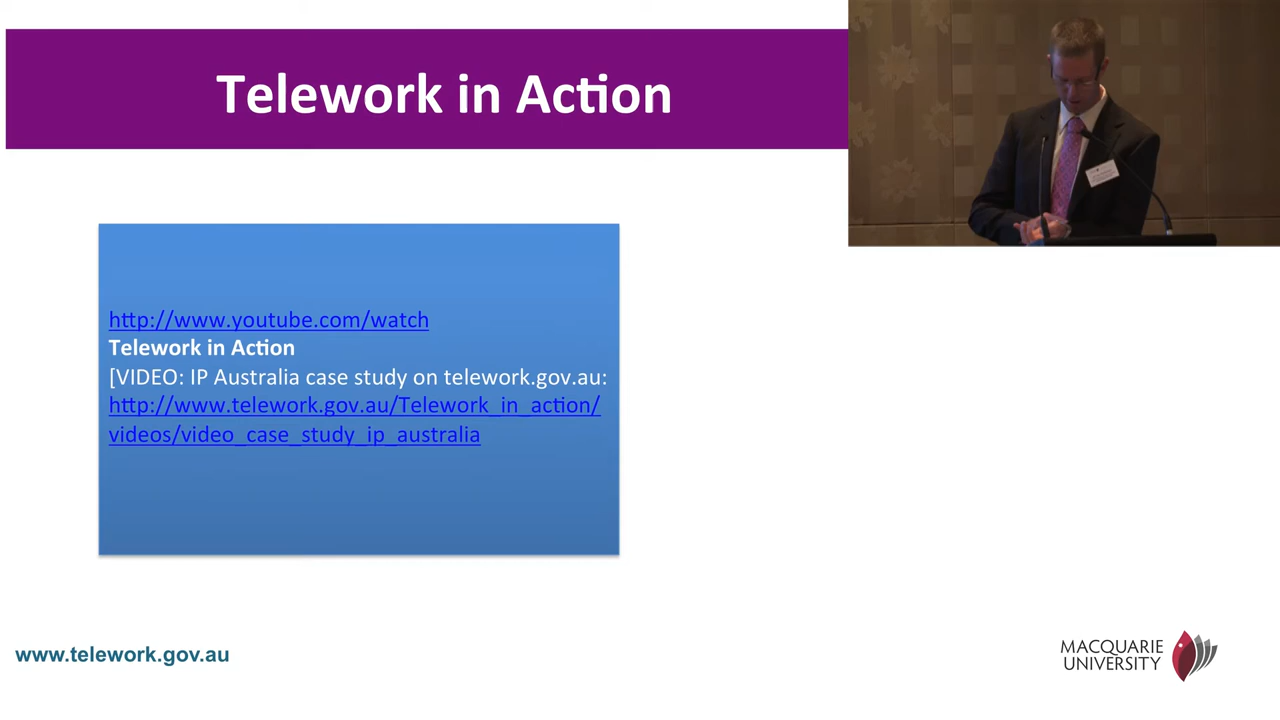 Telework in Action
http://www.youtube.com/watch
Telework in Action
[VIDEO: IP Australia case study on telework.gov.au:
http://www.telework.gov.au/Telework_in_action/
videos/video_case_study_ip_australia
www.telework.gov.au
MACQUARIE
UNIVERSITY